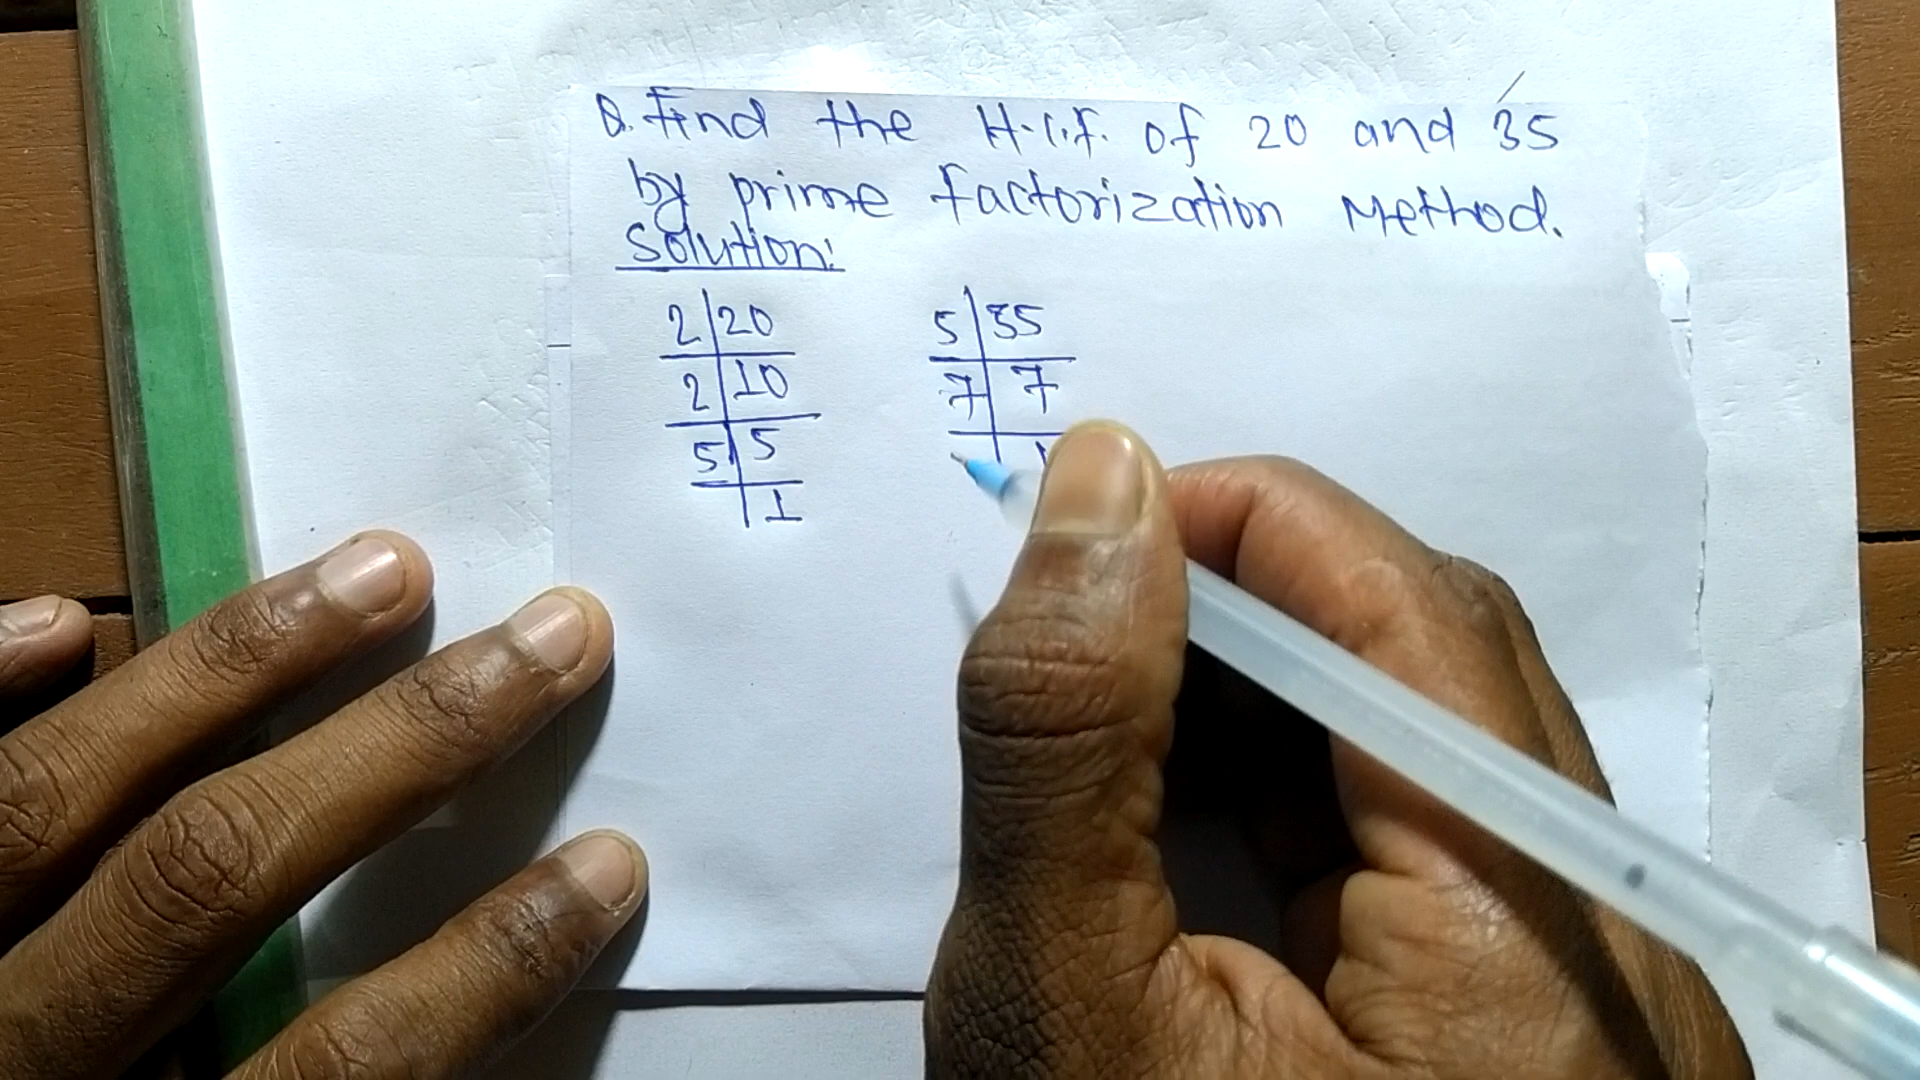 Q. Find the H.C.F. of 20 and 35
by prime factorization Method.
Solution:
2 20
2 10
5 5
1
5 35
7 7
1